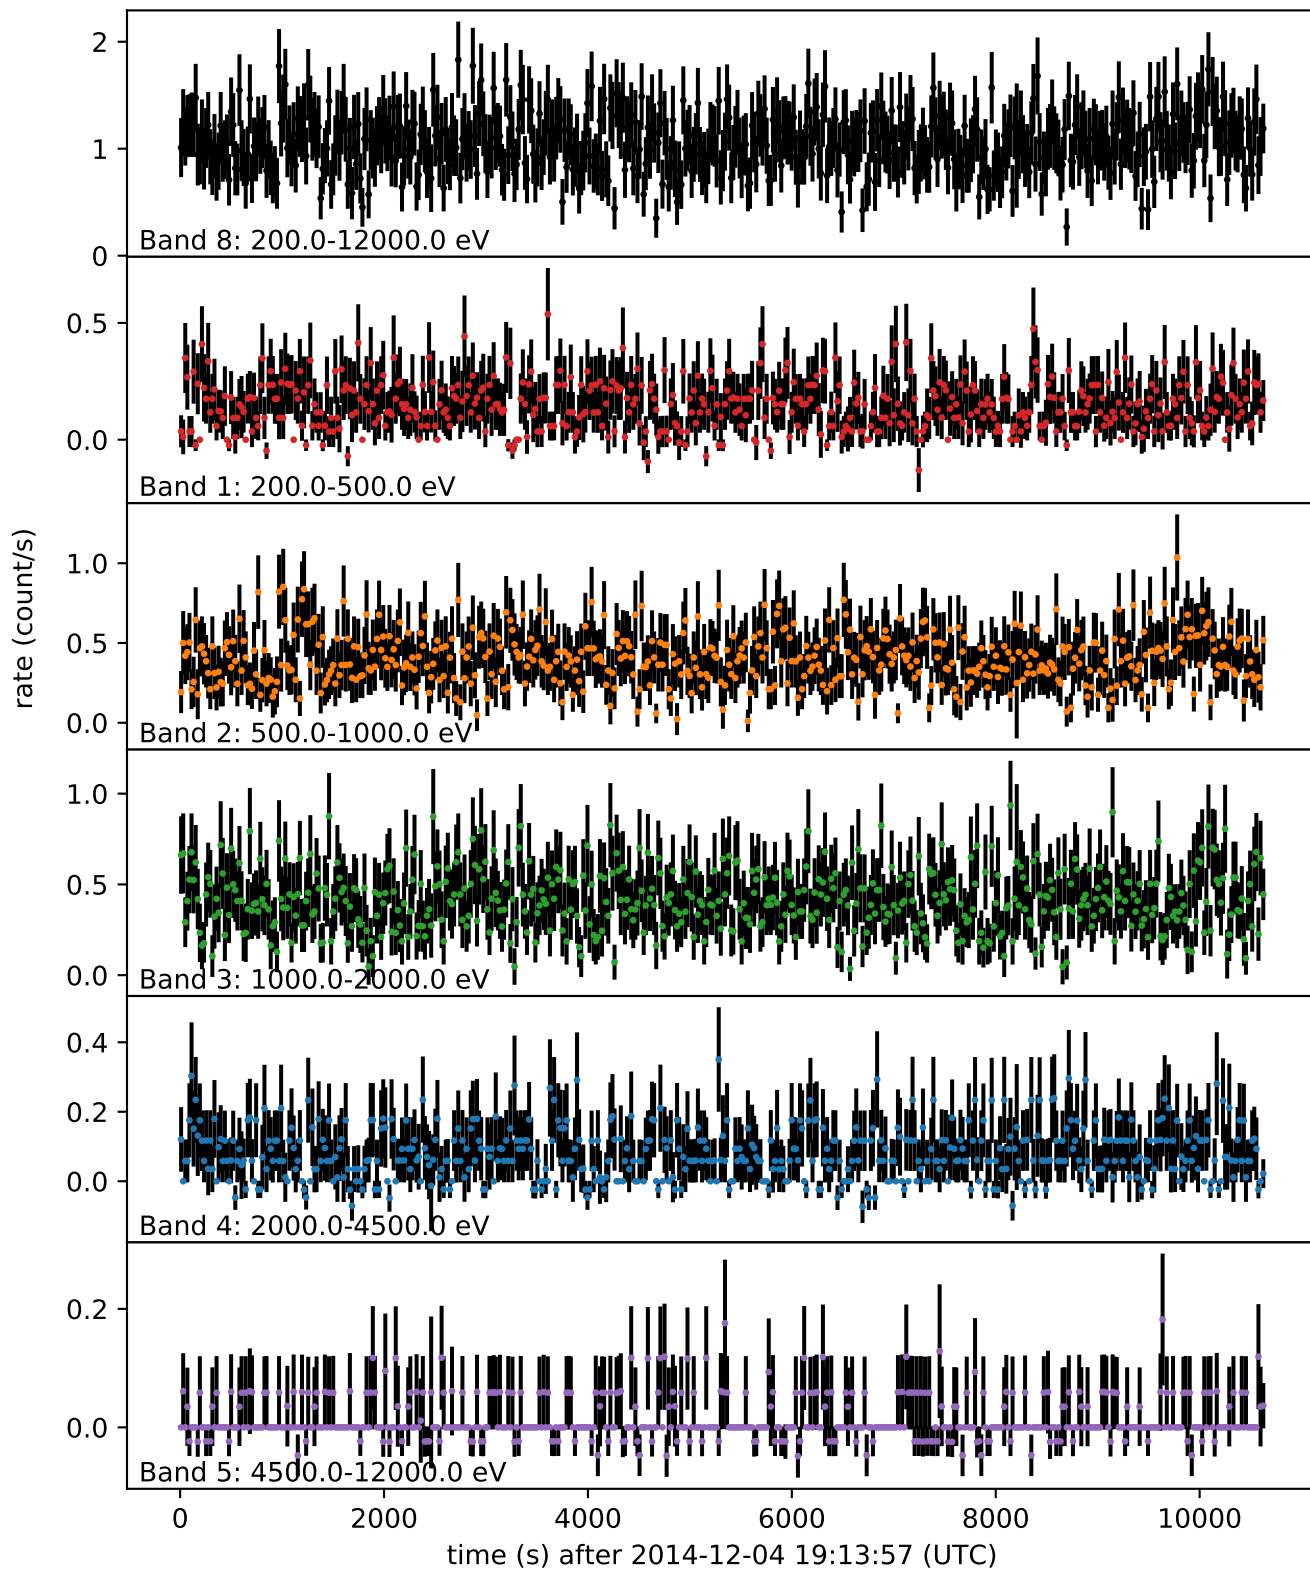 2
1
0
Band 8: 200.0-12000.0 eV
0.5
0.0
Band 1: 200.0-500.0 eV
1.0
0.5
0.0
Band 2: 500.0-1000.0 eV
rate (count/s)
1.0
0.5
0.0
Band 3: 1000.0-2000.0 eV
0.4
0.2
0.0
Band 4: 2000.0-4500.0 eV
0.2
0.0
Band 5: 4500.0-12000.0 eV
0 2000 4000 6000 8000 10000
time (s) after 2014-12-04 19:13:57 (UTC)